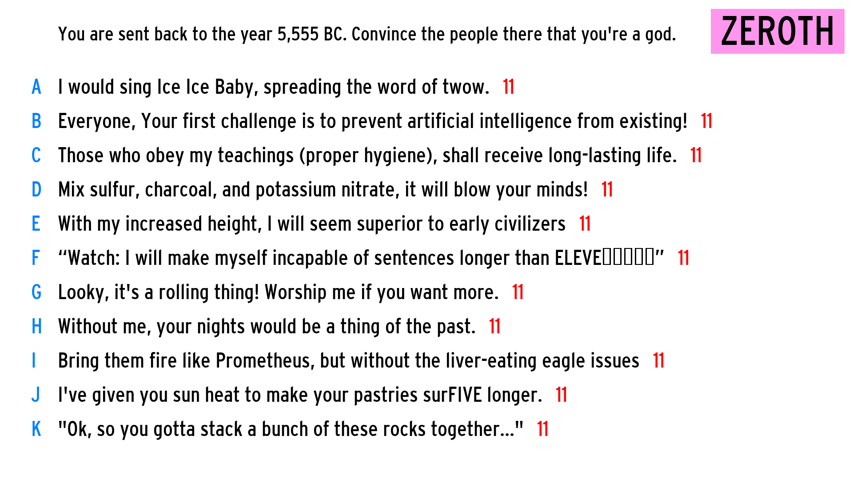 You are sent back to the year 5,555 BC. Convince the people there that you're a god.
ZEROTH
A I would sing Ice Ice Baby, spreading the word of twow. 11
B Everyone, Your first challenge is to prevent artificial intelligence from existing! 11
C Those who obey my teachings (proper hygiene), shall receive long-lasting life. 11
D Mix sulfur, charcoal, and potassium nitrate, it will blow your minds! 11
E With my increased height, I will seem superior to early civilizers 11
F “Watch: I will make myself incapable of sentences longer than ELEVE▯▯▯▯▯” 11
G Looky, it's a rolling thing! Worship me if you want more. 11
H Without me, your nights would be a thing of the past. 11
I Bring them fire like Prometheus, but without the liver-eating eagle issues 11
J I've given you sun heat to make your pastries surFIVE longer. 11
K "Ok, so you gotta stack a bunch of these rocks together..." 11